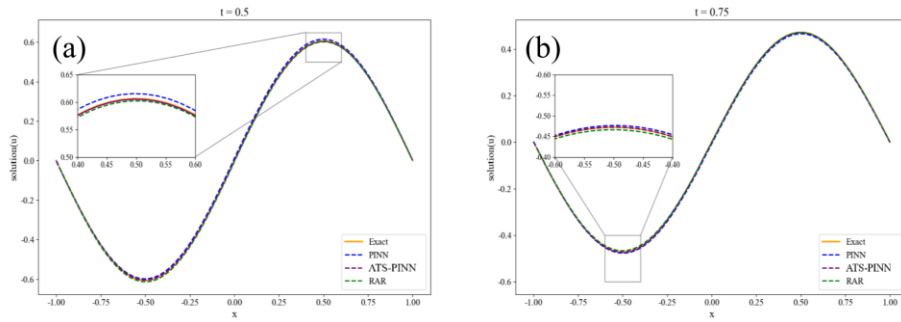 t = 0.5
(a)
0.6
0.4
0.2
0.0
-0.2
-0.4
-0.6
solution(u)
0.65
0.60
0.55
0.50
0.40 0.45 0.50 0.55 0.60
Exact
PINN
ATS-PINN
RAR
-1.00 -0.75 -0.50 -0.25 0.00 0.25 0.50 0.75 1.00
x
t = 0.75
(b)
0.4
0.2
0.0
-0.2
-0.4
-0.6
solution(u)
-0.60
-0.55
-0.50
-0.45
-0.40
-0.60 -0.55 -0.50 -0.45 -0.40
Exact
PINN
ATS-PINN
RAR
-1.00 -0.75 -0.50 -0.25 0.00 0.25 0.50 0.75 1.00
x